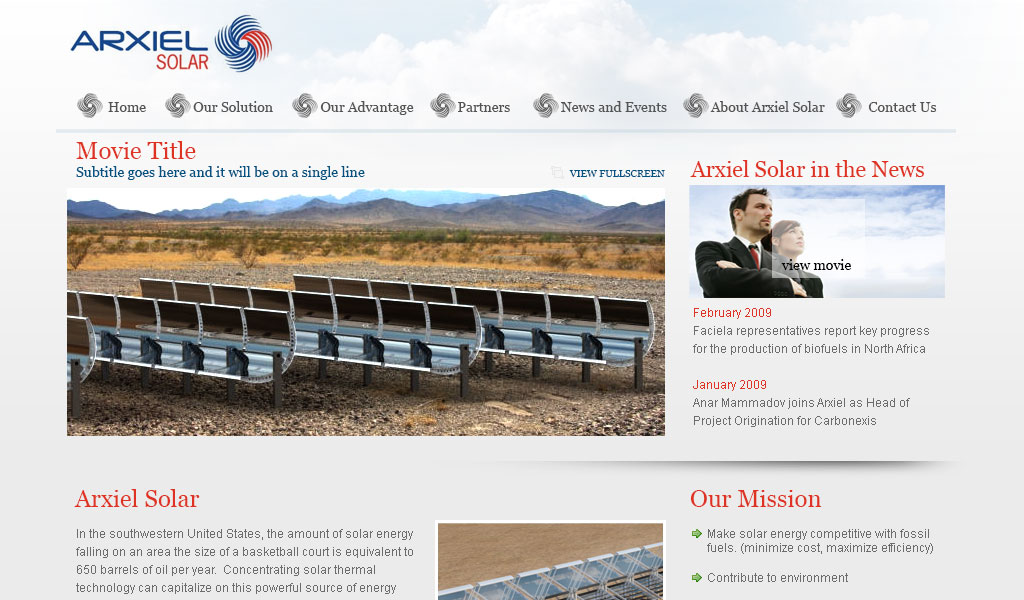 ARXIEL
SOLAR
Home Our Solution Our Advantage Partners News and Events About Arxiel Solar Contact Us
Movie Title
Subtitle goes here and it will be on a single line
VIEW FULLSCREEN
Arxiel Solar in the News
view movie
February 2009
Faciela representatives report key progress
for the production of biofuels in North Africa
January 2009
Anar Mammadov joins Arxiel as Head of
Project Origination for Carbonexis
Arxiel Solar
In the southwestern United States, the amount of solar energy
falling on an area the size of a basketball court is equivalent to
650 barrels of oil per year. Concentrating solar thermal
technology can capitalize on this powerful source of energy
Our Mission
Make solar energy competitive with fossil
fuels. (minimize cost, maximize efficiency)
Contribute to environment